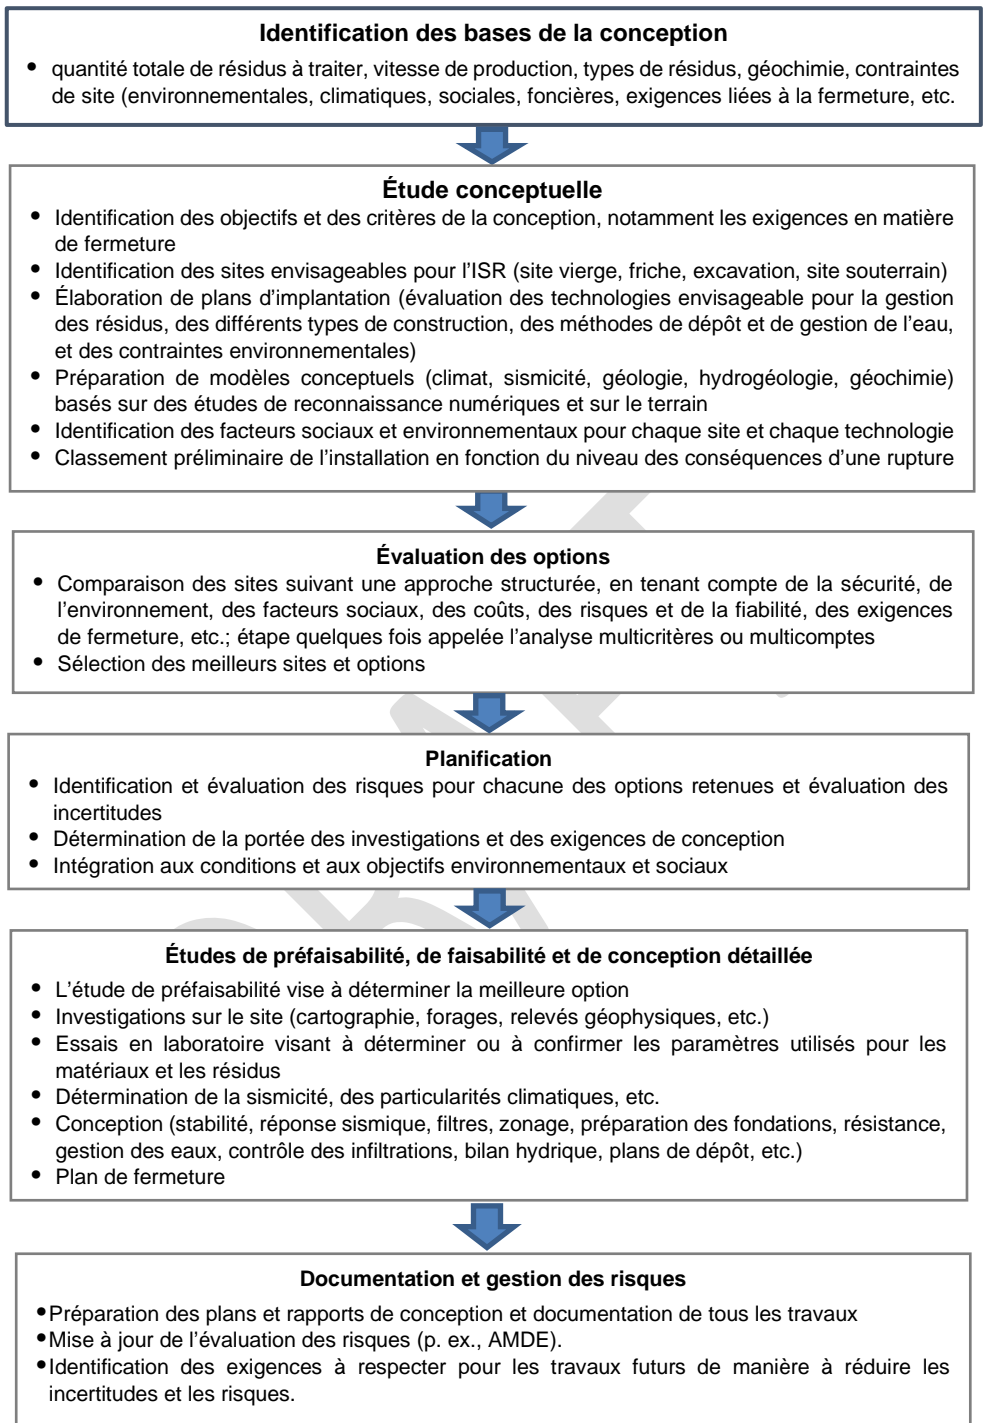 Identification des bases de la conception
• quantité totale de résidus à traiter, vitesse de production, types de résidus, géochimie, contraintes
de site (environnementales, climatiques, sociales, foncières, exigences liées à la fermeture, etc.
Étude conceptuelle
• Identification des objectifs et des critères de la conception, notamment les exigences en matière
de fermeture
• Identification des sites envisageables pour l'ISR (site vierge, friche, excavation, site souterrain)
• Élaboration de plans d'implantation (évaluation des technologies envisageable pour la gestion
des résidus, des différents types de construction, des méthodes de dépôt et de gestion de l'eau,
et des contraintes environnementales)
• Préparation de modèles conceptuels (climat, sismicité, géologie, hydrogéologie, géochimie)
basés sur des études de reconnaissance numériques et sur le terrain
• Identification des facteurs sociaux et environnementaux pour chaque site et chaque technologie
• Classement préliminaire de l'installation en fonction du niveau des conséquences d'une rupture
Évaluation des options
• Comparaison des sites suivant une approche structurée, en tenant compte de la sécurité, de
l'environnement, des facteurs sociaux, des coûts, des risques et de la fiabilité, des exigences
de fermeture, etc.; étape quelques fois appelée l'analyse multicritères ou multicomptes
• Sélection des meilleurs sites et options
Planification
• Identification et évaluation des risques pour chacune des options retenues et évaluation des
incertitudes
• Détermination de la portée des investigations et des exigences de conception
• Intégration aux conditions et aux objectifs environnementaux et sociaux
Études de préfaisabilité, de faisabilité et de conception détaillée
• L'étude de préfaisabilité vise à déterminer la meilleure option
• Investigations sur le site (cartographie, forages, relevés géophysiques, etc.)
• Essais en laboratoire visant à déterminer ou à confirmer les paramètres utilisés pour les
matériaux et les résidus
• Détermination de la sismicité, des particularités climatiques, etc.
• Conception (stabilité, réponse sismique, filtres, zonage, préparation des fondations, résistance,
gestion des eaux, contrôle des infiltrations, bilan hydrique, plans de dépôt, etc.)
• Plan de fermeture
Documentation et gestion des risques
• Préparation des plans et rapports de conception et documentation de tous les travaux
• Mise à jour de l'évaluation des risques (p. ex., AMDE).
• Identification des exigences à respecter pour les travaux futurs de manière à réduire les
incertitudes et les risques.